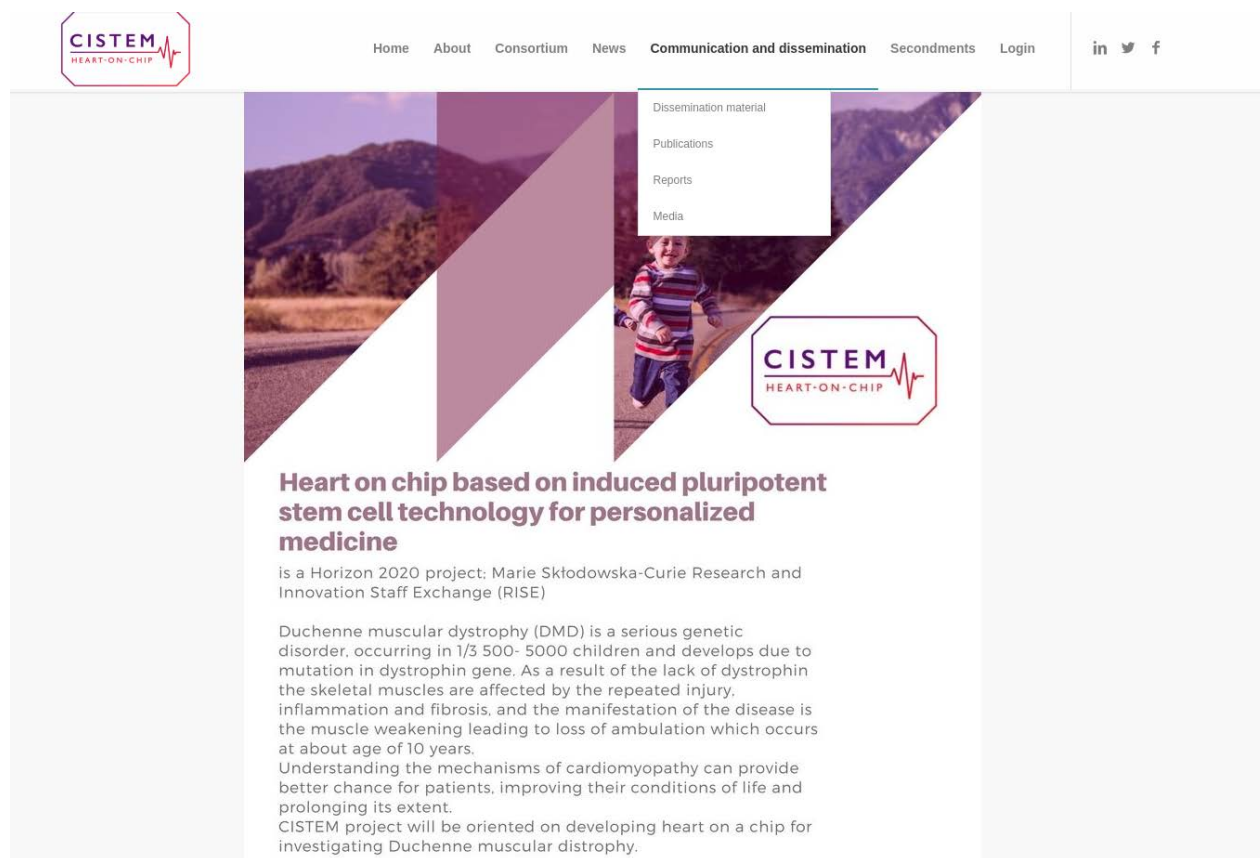 CISTEM
HEART-ON-CHIP
Home About Consortium News Communication and dissemination Secondments Login
Dissemination material
Publications
Reports
Media
CISTEM
HEART-ON-CHIP
Heart on chip based on induced pluripotent
stem cell technology for personalized
medicine
is a Horizon 2020 project; Marie Skłodowska-Curie Research and
Innovation Staff Exchange (RISE)
Duchenne muscular dystrophy (DMD) is a serious genetic
disorder, occurring in 1/3 500- 5000 children and develops due to
mutation in dystrophin gene. As a result of the lack of dystrophin
the skeletal muscles are affected by the repeated injury,
inflammation and fibrosis, and the manifestation of the disease is
the muscle weakening leading to loss of ambulation which occurs
at about age of 10 years.
Understanding the mechanisms of cardiomyopathy can provide
better chance for patients, improving their conditions of life and
prolonging its extent.
CISTEM project will be oriented on developing heart on a chip for
investigating Duchenne muscular distrophy.